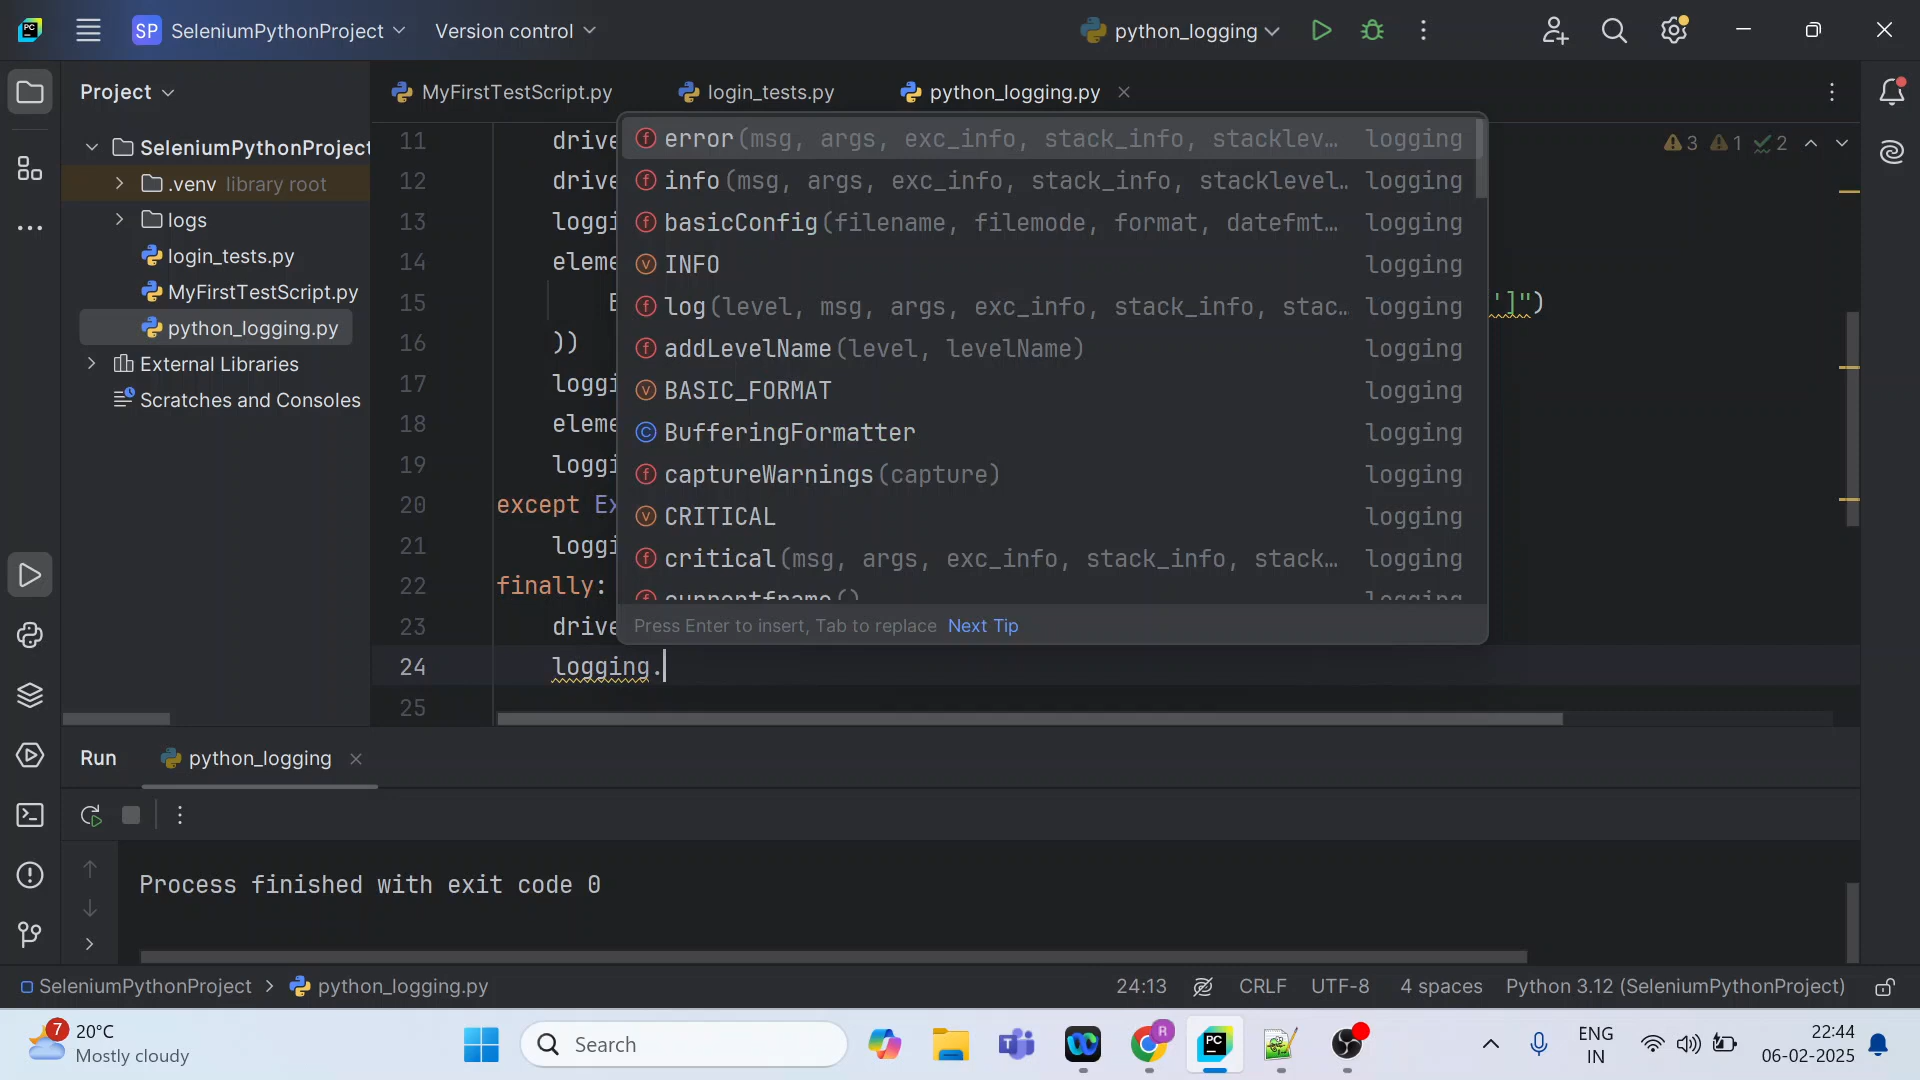 SP SeleniumPythonProject Version control python_logging
Project MyFirstTestScript.py login_tests.py python_logging.py
SeleniumPythonProject
.venv library root
logs
login_tests.py
MyFirstTestScript.py
python_logging.py
External Libraries
Scratches and Consoles
11 drive
12 drive
13 loggi
14 eleme
15 ']")
16 ))
17 loggi
18 eleme
19 loggi
20 except Ex
21 loggi
22 finally:
23 drive
24 logging.
25
3 1 2
error(msg, args, exc_info, stack_info, stacklev… logging
info(msg, args, exc_info, stack_info, stacklevel… logging
basicConfig(filename, filemode, format, datefmt… logging
INFO logging
log(level, msg, args, exc_info, stack_info, stac… logging
addLevelName(level, levelName) logging
BASIC_FORMAT logging
BufferingFormatter logging
captureWarnings(capture) logging
CRITICAL logging
critical(msg, args, exc_info, stack_info, stack… logging
currentframe() logging
Press Enter to insert, Tab to replace Next Tip
Run python_logging
Process finished with exit code 0
SeleniumPythonProject > python_logging.py 24:13 CRLF UTF-8 4 spaces Python 3.12 (SeleniumPythonProject)
7 20°C
Mostly cloudy
Search
ENG
IN
22:44
06-02-2025